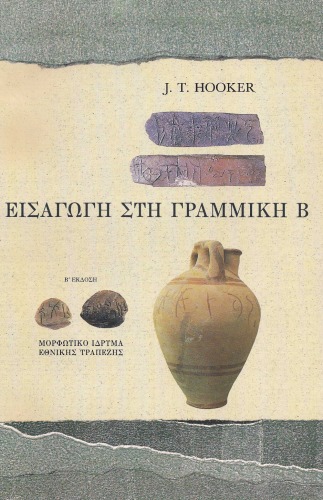 J. T. HOOKER
ΕΙΣΑΓΩΓΗ ΣΤΗ ΓΡΑΜΜΙΚΗ Β
Β' ΕΚΔΟΣΗ
ΜΟΡΦΩΤΙΚΟ ΙΔΡΥΜΑ
ΕΘΝΙΚΗΣ ΤΡΑΠΕΖΗΣ